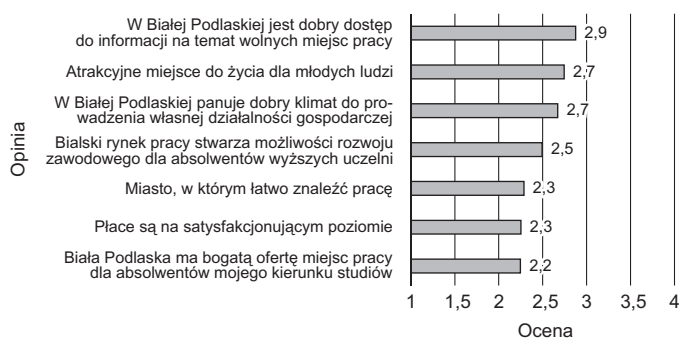 W Białej Podlaskiej jest dobry dostęp
do informacji na temat wolnych miejsc pracy
2,9
Atrakcyjne miejsce do życia dla młodych ludzi
2,7
W Białej Podlaskiej panuje dobry klimat do pro-
wadzenia własnej działalności gospodarczej
2,7
Bialski rynek pracy stwarza możliwości rozwoju
zawodowego dla absolwentów wyższych uczelni
2,5
Miasto, w którym łatwo znaleźć pracę
2,3
Płace są na satysfakcjonującym poziomie
2,3
Biała Podlaska ma bogatą ofertę miejsc pracy
dla absolwentów mojego kierunku studiów
2,2
Opinia
1 1,5 2 2,5 3 3,5 4
Ocena